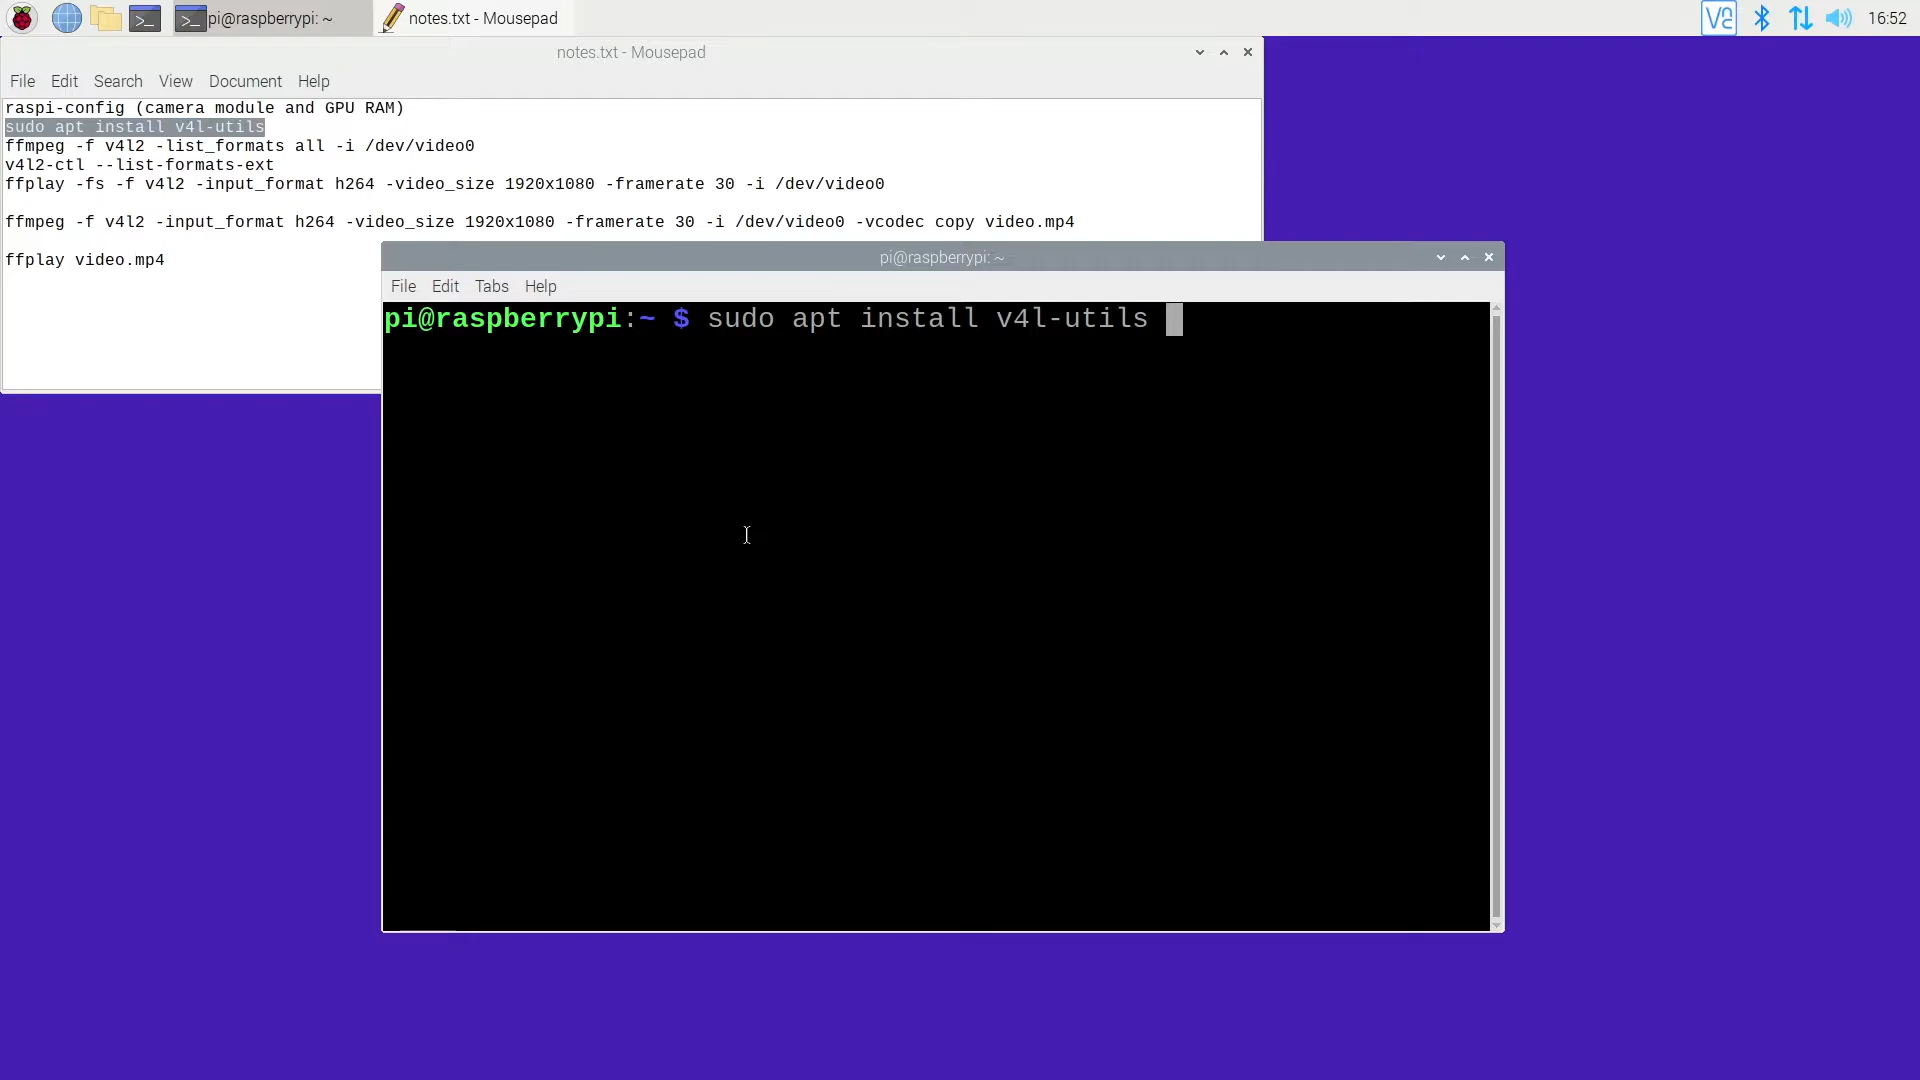 pi@raspberrypi: ~
notes.txt - Mousepad
16:52
notes.txt - Mousepad
File Edit Search View Document Help
raspi-config (camera module and GPU RAM)
sudo apt install v4l-utils
ffmpeg -f v4l2 -list_formats all -i /dev/video0
v4l2-ctl --list-formats-ext
ffplay -fs -f v4l2 -input_format h264 -video_size 1920x1080 -framerate 30 -i /dev/video0
ffmpeg -f v4l2 -input_format h264 -video_size 1920x1080 -framerate 30 -i /dev/video0 -vcodec copy video.mp4
ffplay video.mp4
pi@raspberrypi: ~
File Edit Tabs Help
pi@raspberrypi:~ $ sudo apt install v4l-utils